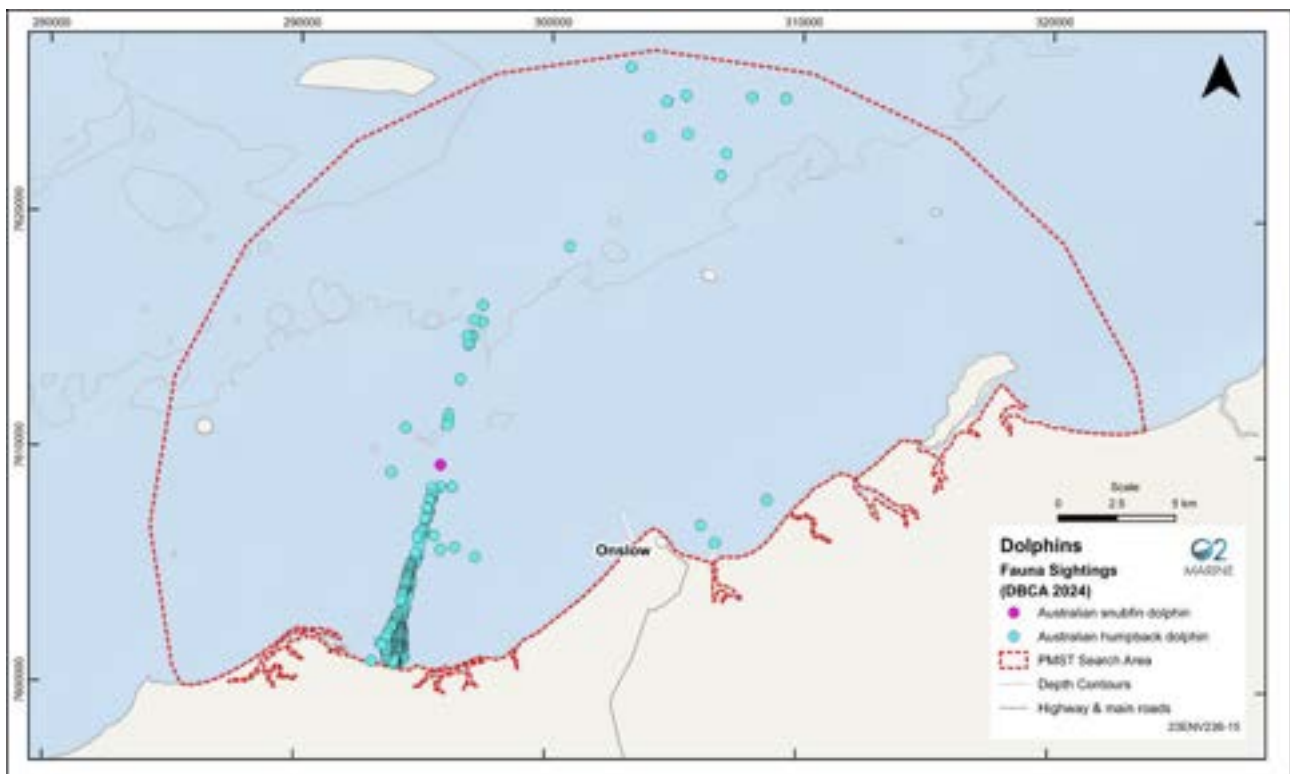 280000 290000 300000 310000 320000
7620000
7610000
7600000
Onslow
Scale
0 2.5 5 km
Dolphins
Fauna Sightings
(DBCA 2024)
O2
MARINE
Australian snubfin dolphin
Australian humpback dolphin
PMST Search Area
Depth Contours
Highway & main roads
23ENV236-15